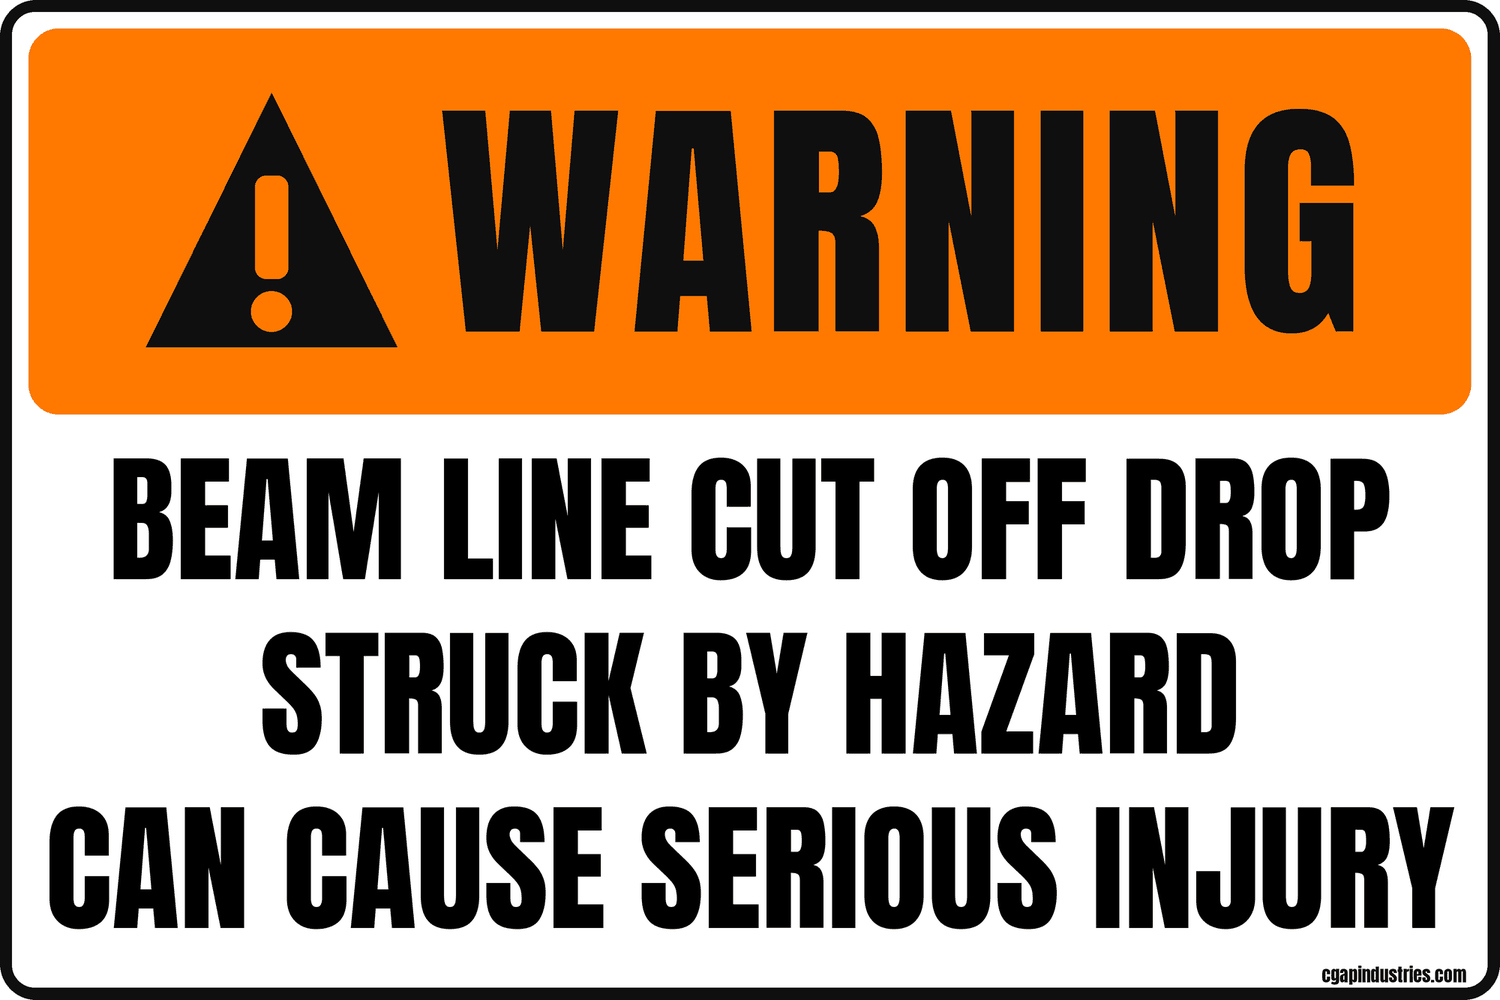 WARNING
BEAM LINE CUT OFF DROP
STRUCK BY HAZARD
CAN CAUSE SERIOUS INJURY
cgapindustries.com